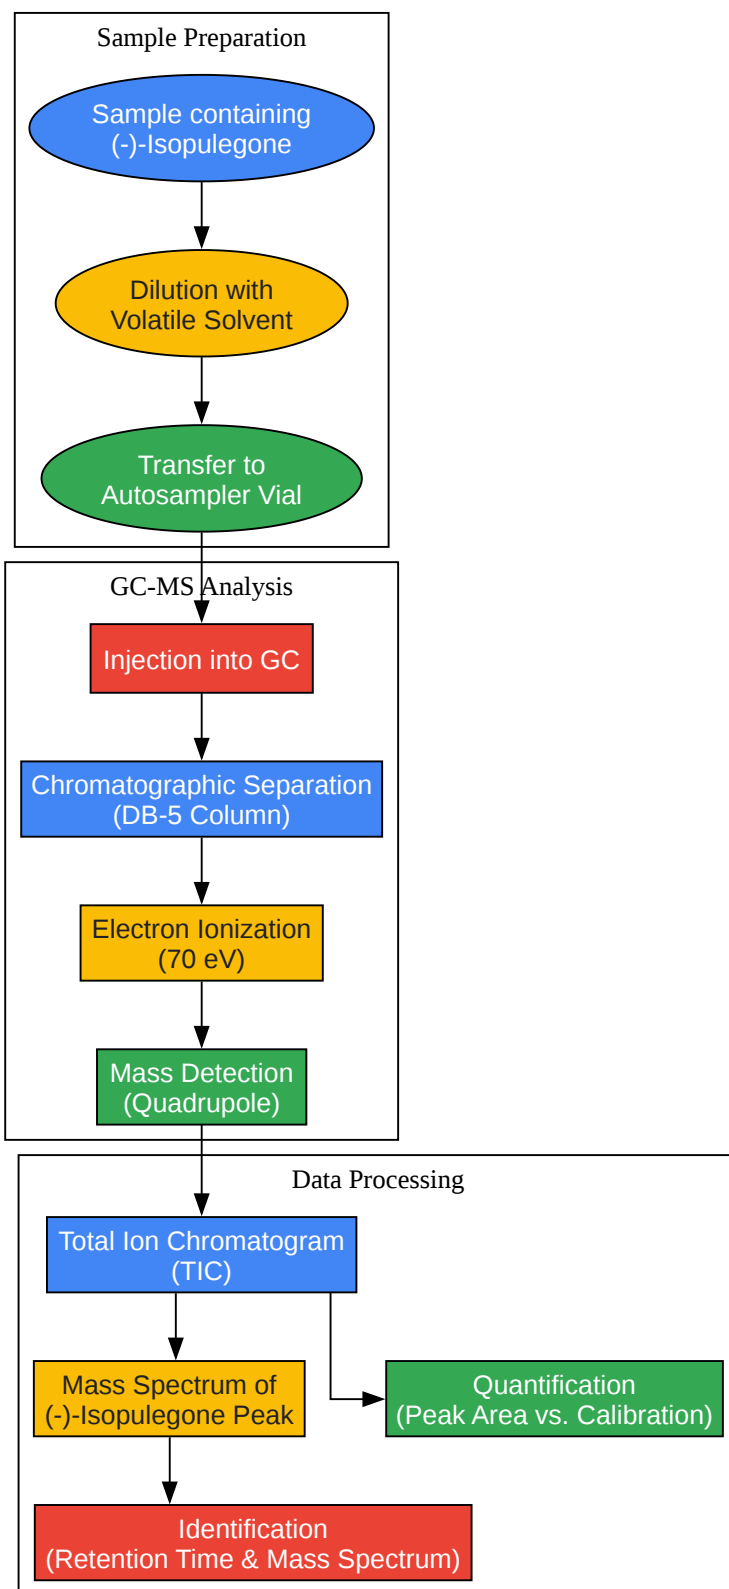 Sample Preparation
Sample containing
(-)-Isopulegone
Dilution with
Volatile Solvent
Transfer to
Autosampler Vial
GC-MS Analysis
Injection into GC
Chromatographic Separation
(DB-5 Column)
Electron Ionization
(70 eV)
Mass Detection
(Quadrupole)
Data Processing
Total Ion Chromatogram
(TIC)
Mass Spectrum of
(-)-Isopulegone Peak
Quantification
(Peak Area vs. Calibration)
Identification
(Retention Time & Mass Spectrum)